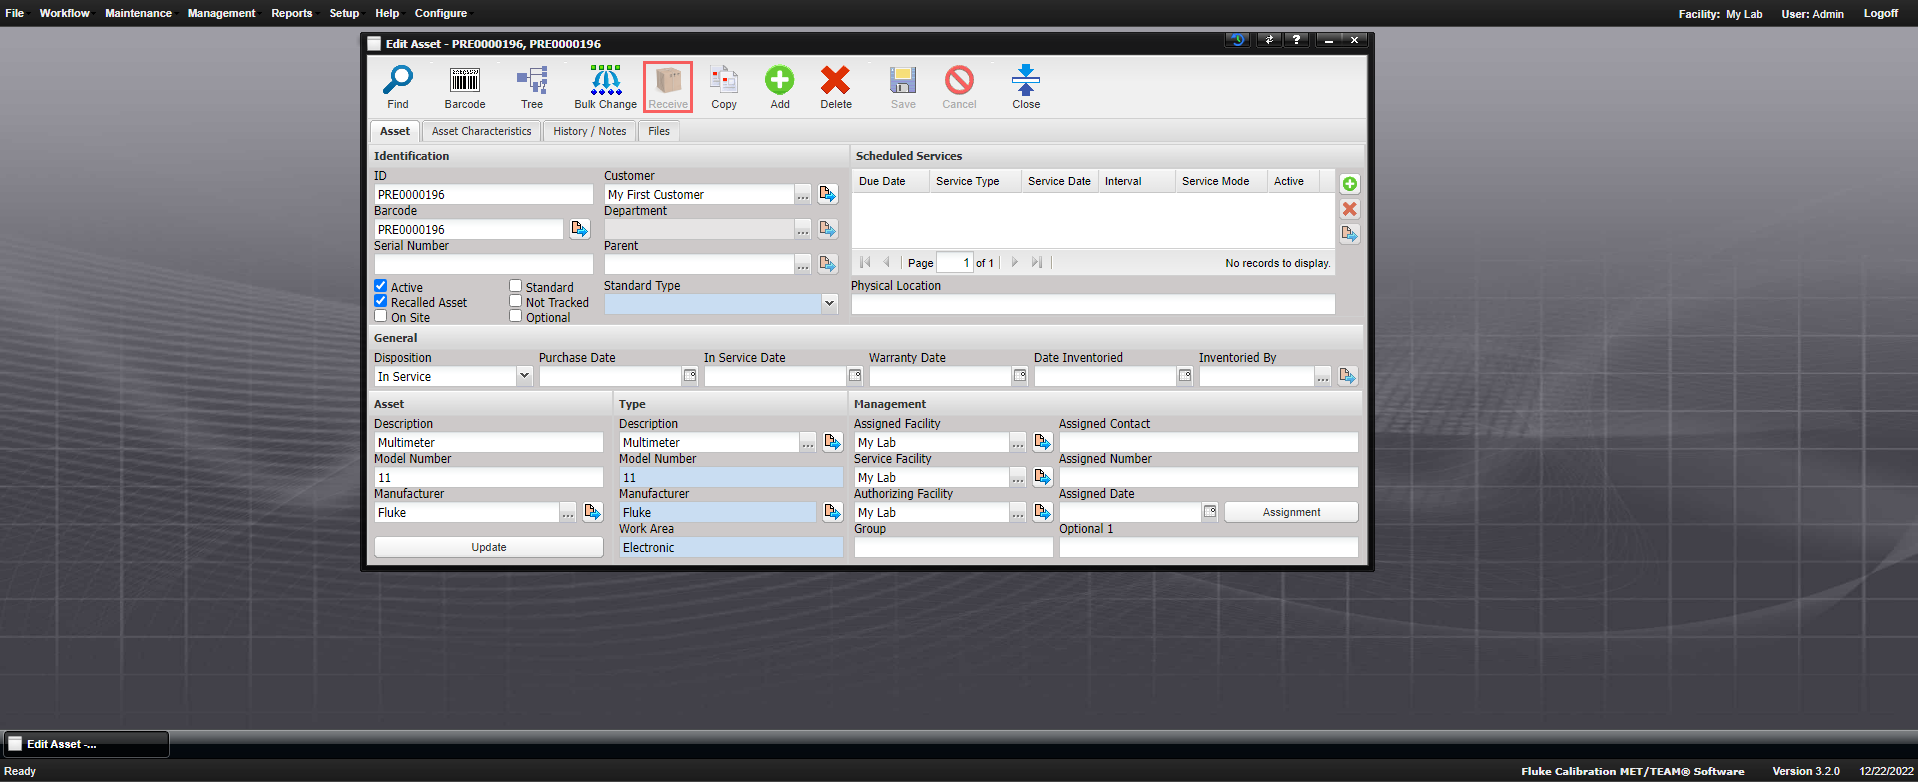 File Workflow Maintenance Management Reports Setup Help Configure Facility: My Lab User: Admin Logoff
Edit Asset - PRE0000196, PRE0000196
Find Barcode Tree Bulk Change Receive Copy Add Delete Save Cancel Close
Asset Asset Characteristics History / Notes Files
Identification
ID Customer
PRE0000196 My First Customer ...
Barcode Department
PRE0000196 ...
Serial Number Parent
...
Active Standard Standard Type
Recalled Asset Not Tracked
On Site Optional
Scheduled Services
Due Date Service Type Service Date Interval Service Mode Active
Page 1 of 1 No records to display.
Physical Location
General
Disposition Purchase Date In Service Date Warranty Date Date Inventoried Inventoried By
In Service ...
Asset
Description
Multimeter
Model Number
11
Manufacturer
Fluke ...
Update
Type
Description
Multimeter ...
Model Number
11
Manufacturer
Fluke
Work Area
Electronic
Management
Assigned Facility Assigned Contact
My Lab ...
Service Facility Assigned Number
My Lab ...
Authorizing Facility Assigned Date
My Lab ... Assignment
Group Optional 1
Edit Asset -...
Ready Fluke Calibration MET/TEAM® Software Version 3.2.0 12/22/2022